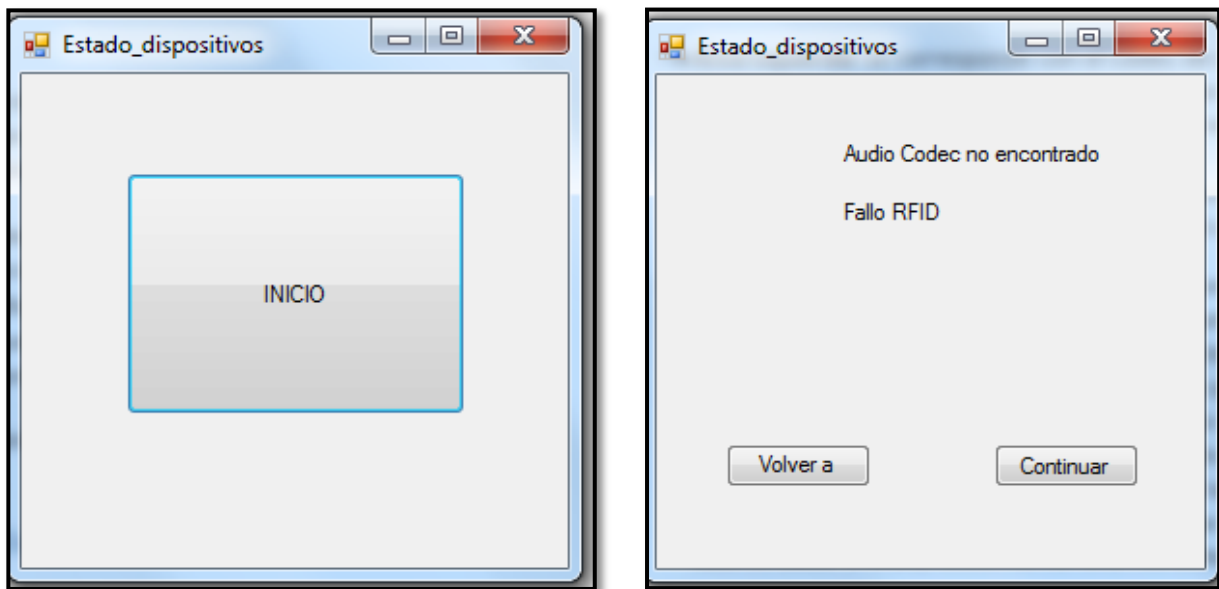 Estado_dispositivos
INICIO
Estado_dispositivos
Audio Codec no encontrado
Fallo RFID
Volver a
Continuar